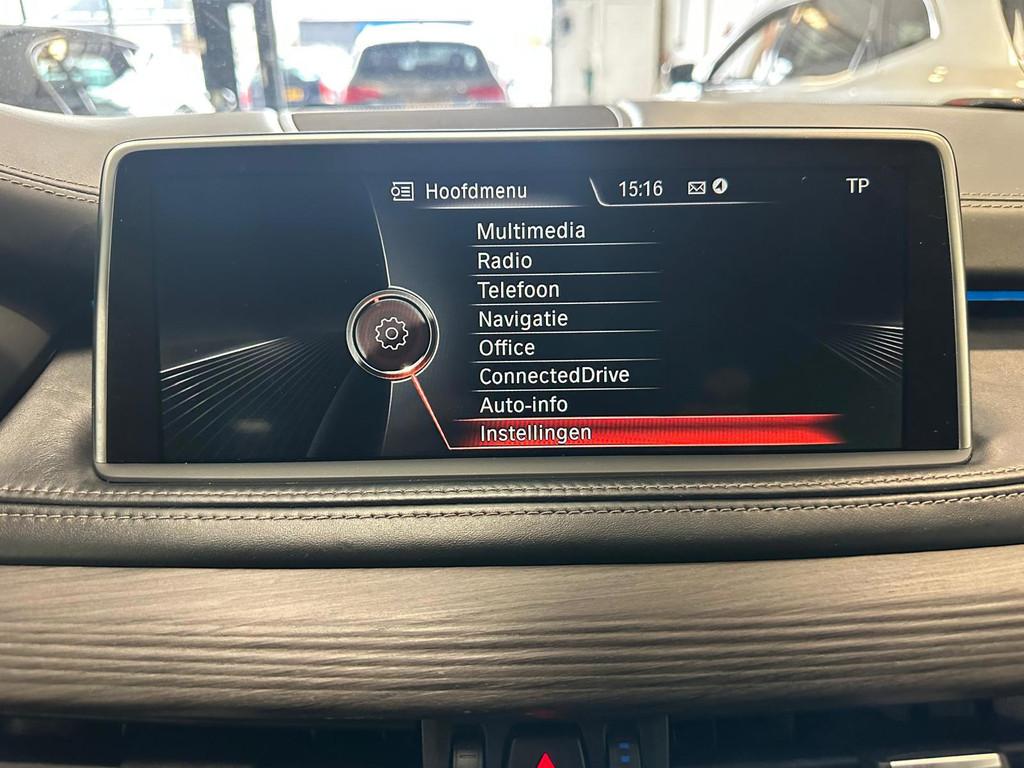 Hoofdmenu 15:16 TP
Multimedia
Radio
Telefoon
Navigatie
Office
ConnectedDrive
Auto-info
Instellingen